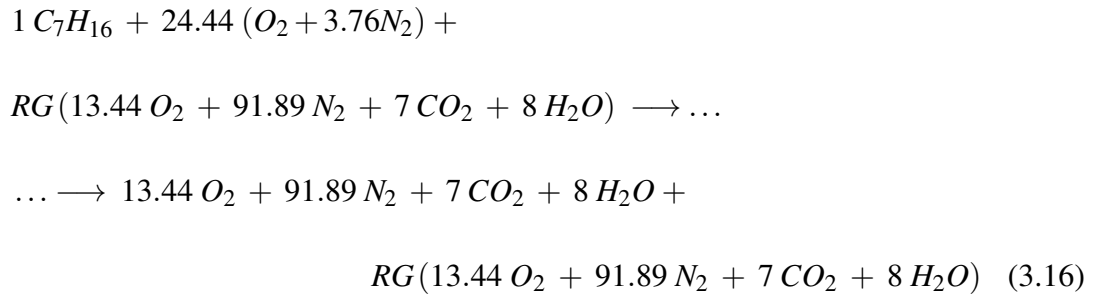 1 C₇H₁₆ + 24.44 (O₂ + 3.76N₂) +
RG(13.44 O₂ + 91.89 N₂ + 7 CO₂ + 8 H₂O) ⟶ …
… ⟶ 13.44 O₂ + 91.89 N₂ + 7 CO₂ + 8 H₂O +
RG(13.44 O₂ + 91.89 N₂ + 7 CO₂ + 8 H₂O) (3.16)